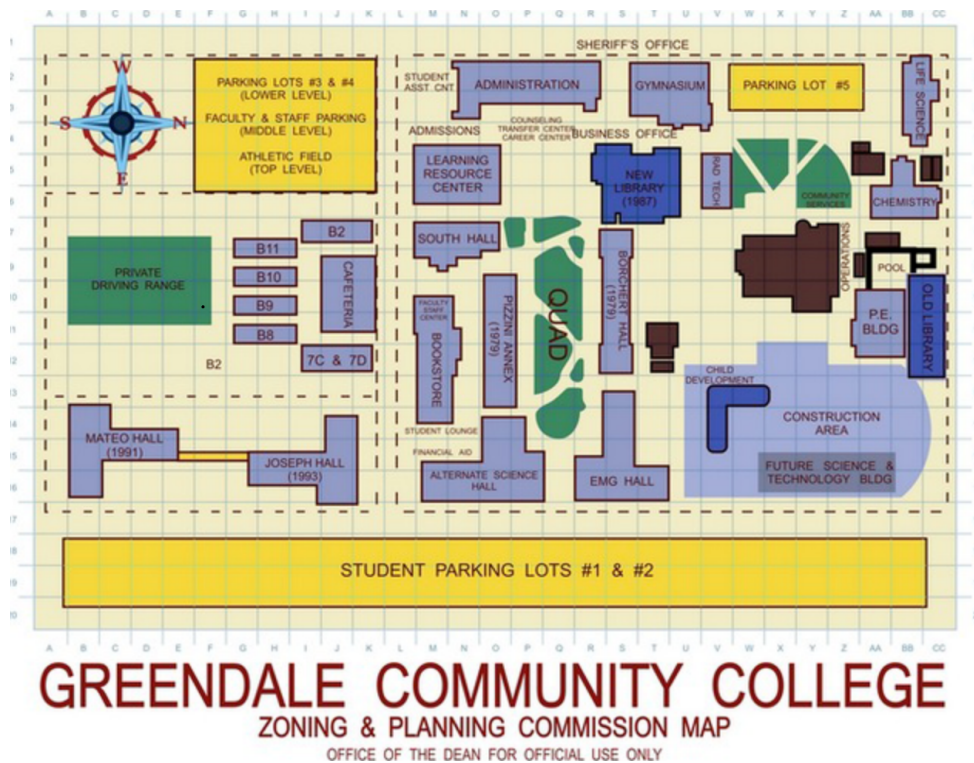 A B C D E F G H I J K L M N O P Q R S T U V W X Y Z AA BB CC
SHERIFF'S OFFICE
W
S
N
E
PARKING LOTS #3 & #4
(LOWER LEVEL)
FACULTY & STAFF PARKING
(MIDDLE LEVEL)
ATHLETIC FIELD
(TOP LEVEL)
STUDENT
ASST CNT.
ADMINISTRATION
GYMNASIUM
PARKING LOT #5
LIFE SCIENCE
ADMISSIONS
COUNSELING
TRANSFER CENTER
CAREER CENTER
BUSINESS OFFICE
LEARNING
RESOURCE
CENTER
NEW
LIBRARY
(1987)
RAD TECH
COMMUNITY
SERVICES
CHEMISTRY
B2
SOUTH HALL
B11
B10
B9
B8
CAFETERIA
PRIVATE
DRIVING RANGE
OPERATIONS
POOL
P.E.
BLDG
OLD LIBRARY
FACULTY
STAFF
CENTER
BOOKSTORE
PIZZINI ANNEX
(1979)
QUAD
BORCHERT HALL
(1979)
7C & 7D
B2
CHILD
DEVELOPMENT
CONSTRUCTION
AREA
FUTURE SCIENCE &
TECHNOLOGY BLDG
STUDENT LOUNGE
FINANCIAL AID
MATEO HALL
(1991)
JOSEPH HALL
(1993)
ALTERNATE SCIENCE
HALL
EMG HALL
STUDENT PARKING LOTS #1 & #2
A B C D E F G H I J K L M N O P Q R S T U V W X Y Z AA BB CC
GREENDALE COMMUNITY COLLEGE
ZONING & PLANNING COMMISSION MAP
OFFICE OF THE DEAN FOR OFFICIAL USE ONLY